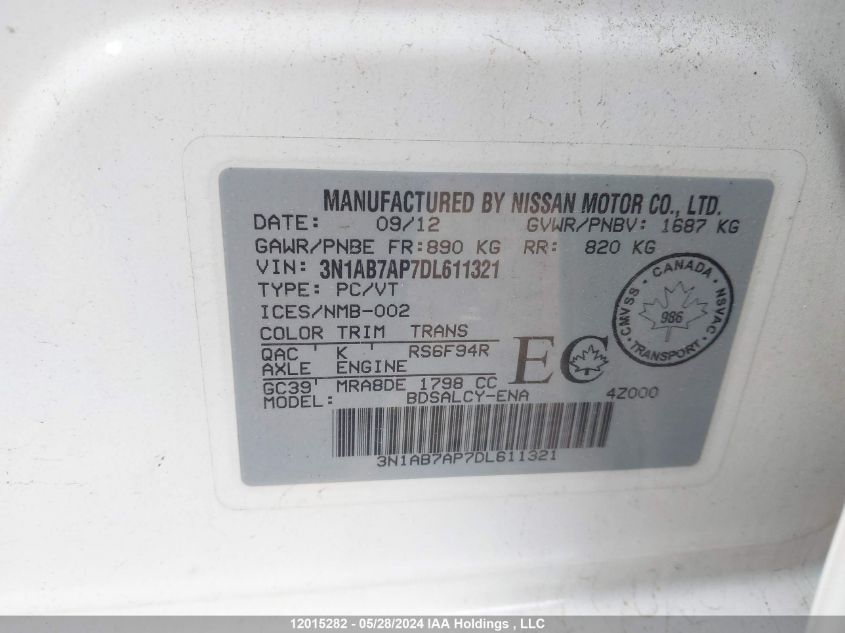 MANUFACTURED BY NISSAN MOTOR CO., LTD.
DATE: 09/12 GVWR/PNBV: 1687 KG
GAWR/PNBE FR: 890 KG RR: 820 KG
VIN: 3N1AB7AP7DL611321
TYPE: PC/VT
ICES/NMB-002
COLOR TRIM TRANS
QAC ' K ' RS6F94R
AXLE ENGINE
GC39' MRA8DE 1798 CC
MODEL: BDSALCY-ENA 4Z000
EC
CANADA
CMVSS 986 NSVAC
TRANSPORT
3N1AB7AP7DL611321
12015282 - 05/28/2024 IAA Holdings, LLC